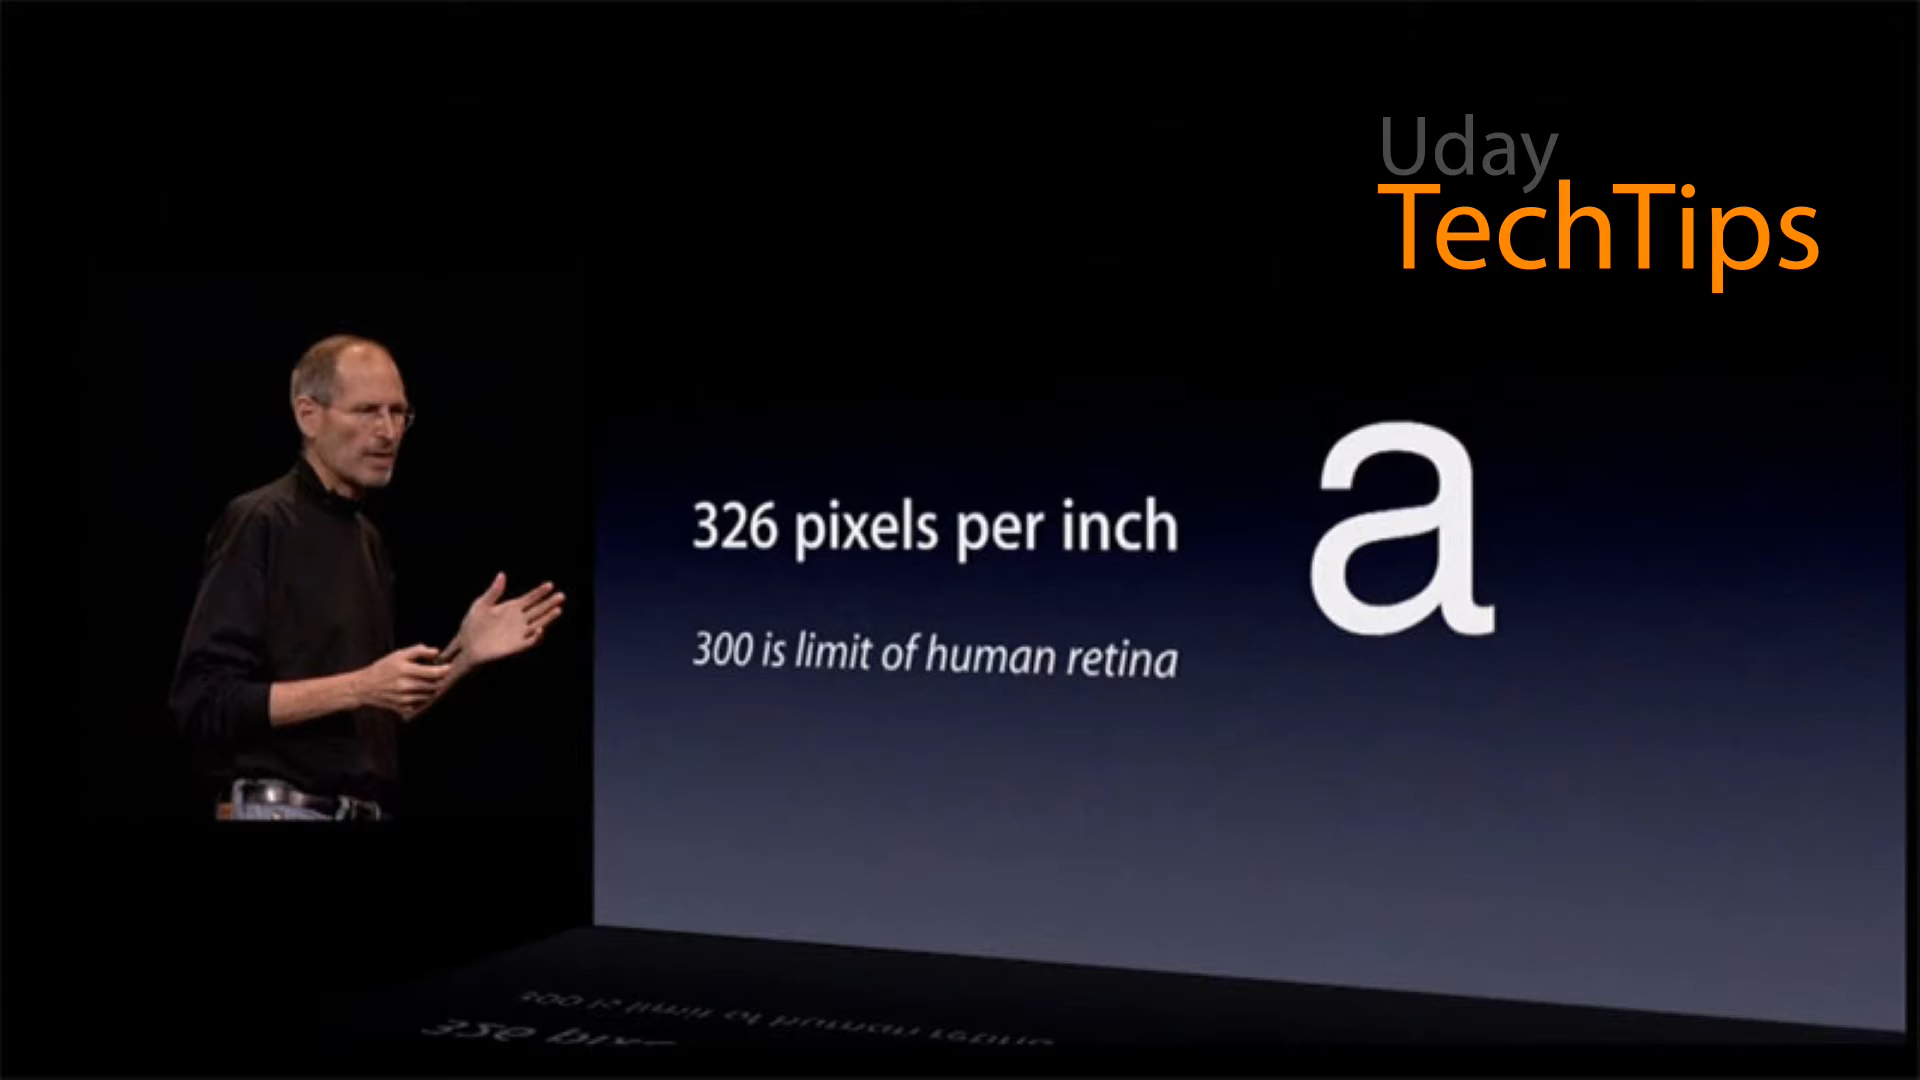 Uday
TechTips
326 pixels per inch
300 is limit of human retina
a